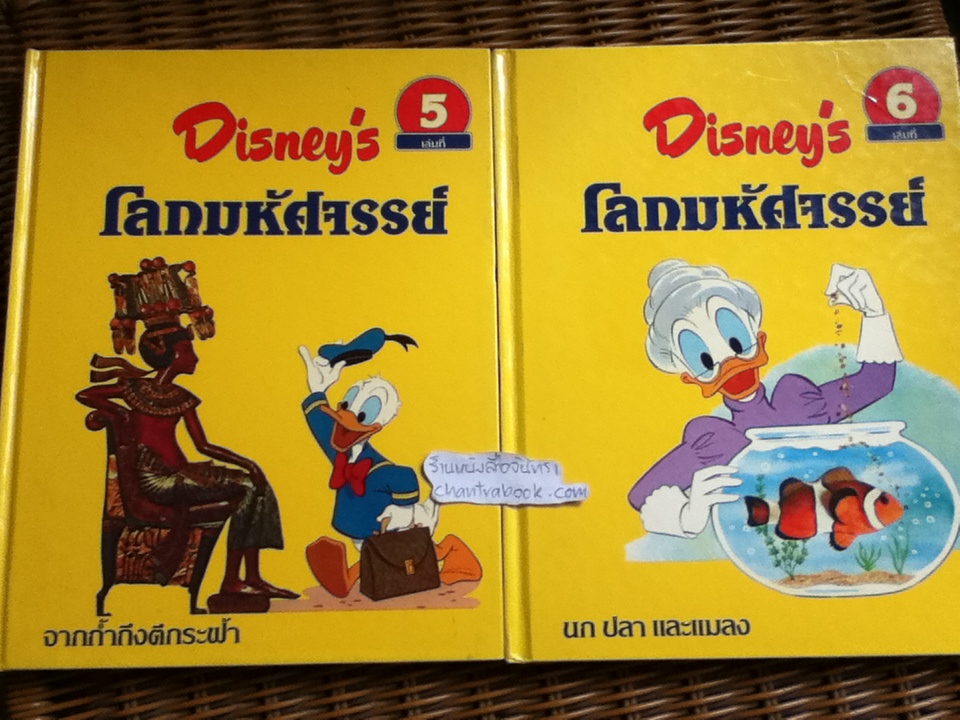 Disney's
5
เล่มที่
โลกมหัศจรรย์
จากถ้ำถึงตึกระฟ้า
Disney's
6
เล่มที่
โลกมหัศจรรย์
นก ปลา และแมลง
ร้านหนังสือจันทรา
chantrabook.com